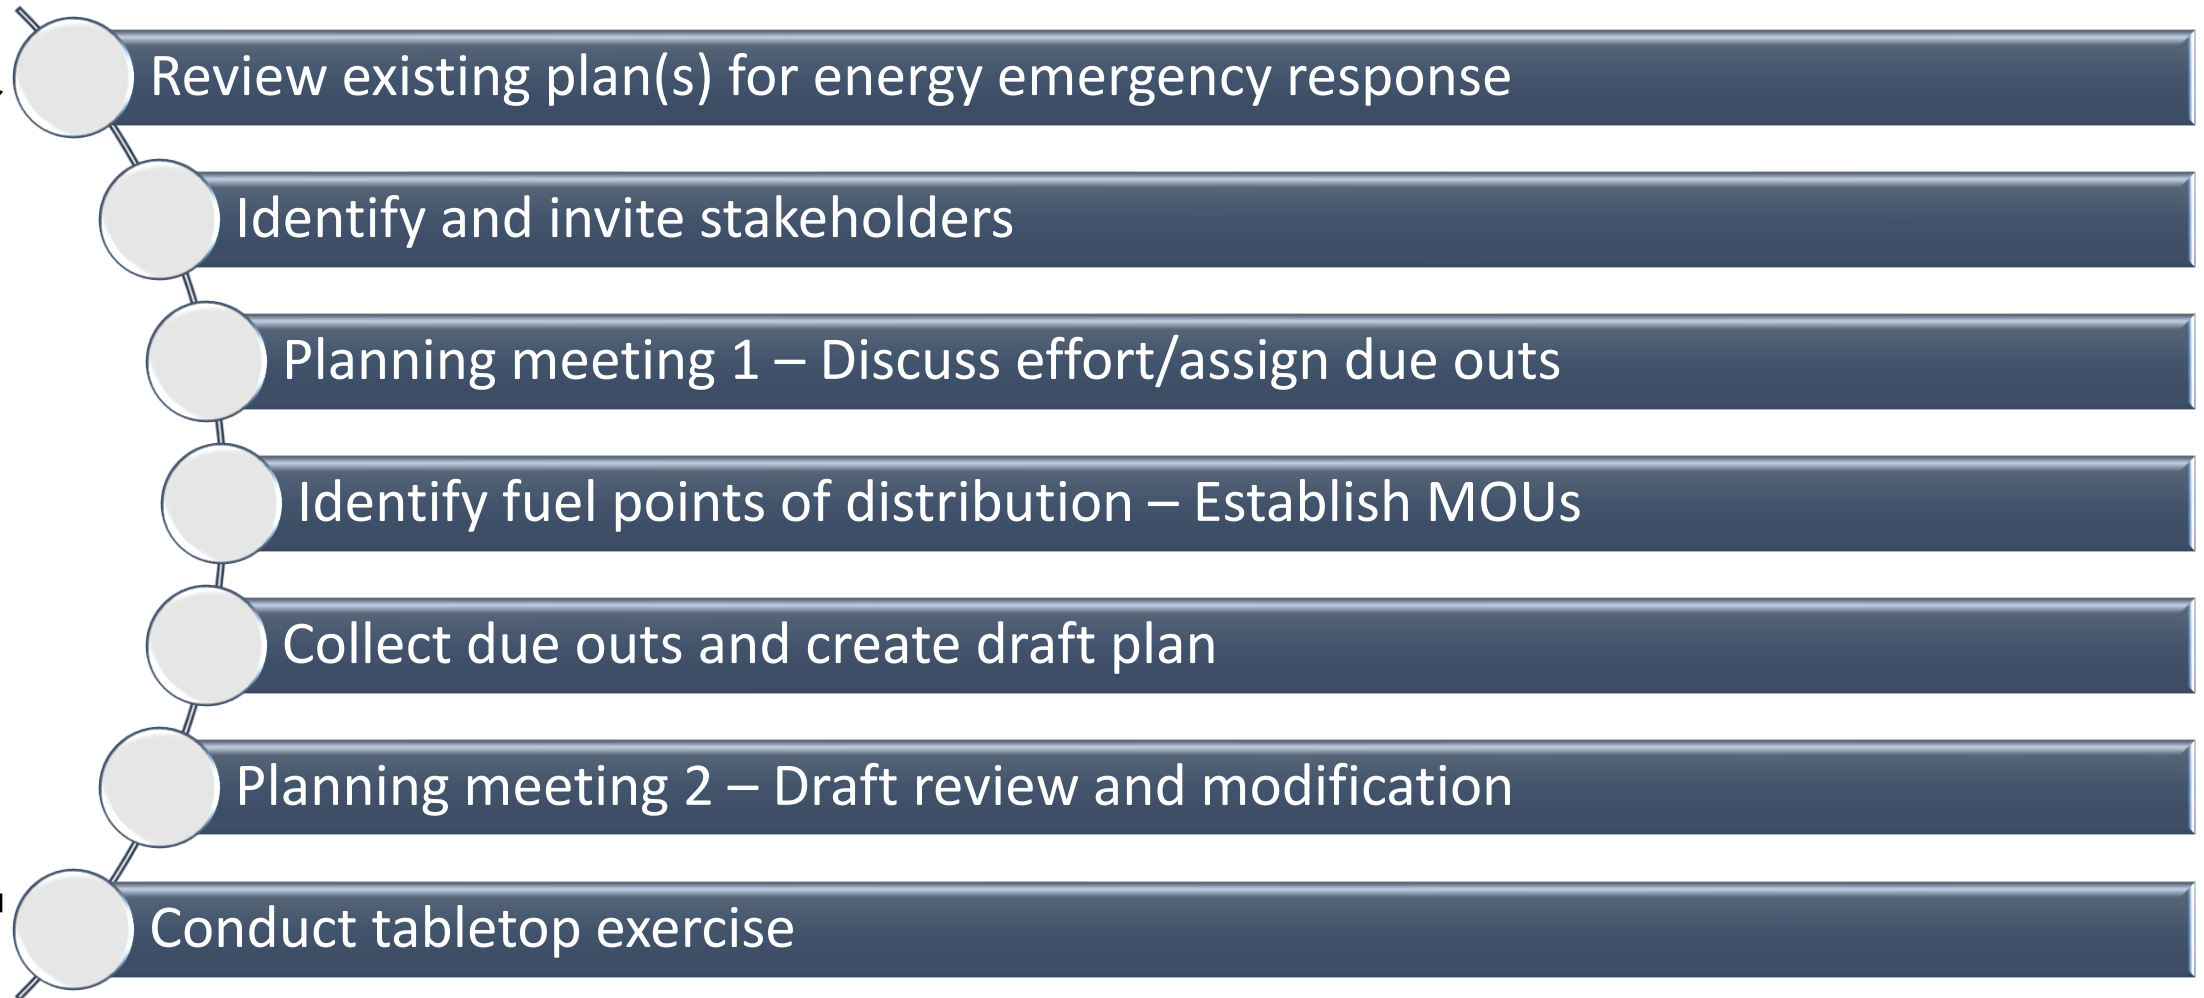 Review existing plan(s) for energy emergency response
Identify and invite stakeholders
Planning meeting 1 – Discuss effort/assign due outs
Identify fuel points of distribution – Establish MOUs
Collect due outs and create draft plan
Planning meeting 2 – Draft review and modification
Conduct tabletop exercise